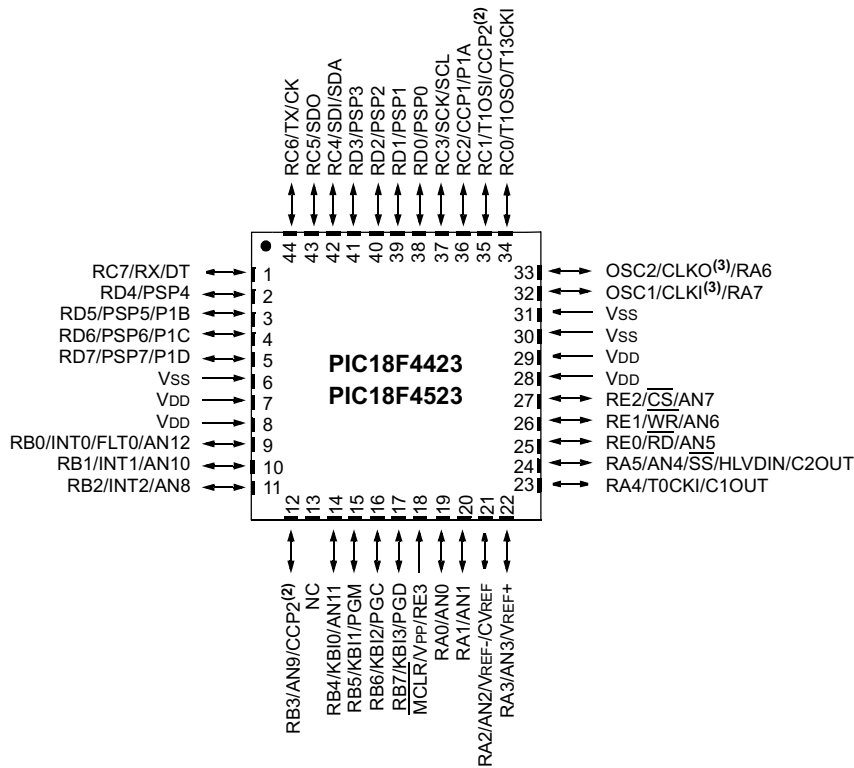 RC6/TX/CK
RC5/SDO
RC4/SDI/SDA
RD3/PSP3
RD2/PSP2
RD1/PSP1
RD0/PSP0
RC3/SCK/SCL
RC2/CCP1/P1A
RC1/T1OSI/CCP2(2)
RC0/T1OSO/T13CKI
44
43
42
41
40
39
38
37
36
35
34
RC7/RX/DT 1
RD4/PSP4 2
RD5/PSP5/P1B 3
RD6/PSP6/P1C 4
RD7/PSP7/P1D 5
VSS 6
VDD 7
VDD 8
RB0/INT0/FLT0/AN12 9
RB1/INT1/AN10 10
RB2/INT2/AN8 11
PIC18F4423
PIC18F4523
33 OSC2/CLKO(3)/RA6
32 OSC1/CLKI(3)/RA7
31 VSS
30 VSS
29 VDD
28 VDD
27 RE2/CS/AN7
26 RE1/WR/AN6
25 RE0/RD/AN5
24 RA5/AN4/SS/HLVDIN/C2OUT
23 RA4/T0CKI/C1OUT
12
13
14
15
16
17
18
19
20
21
22
RB3/AN9/CCP2(2)
NC
RB4/KBI0/AN11
RB5/KBI1/PGM
RB6/KBI2/PGC
RB7/KBI3/PGD
MCLR/VPP/RE3
RA0/AN0
RA1/AN1
RA2/AN2/VREF-/CVREF
RA3/AN3/VREF+